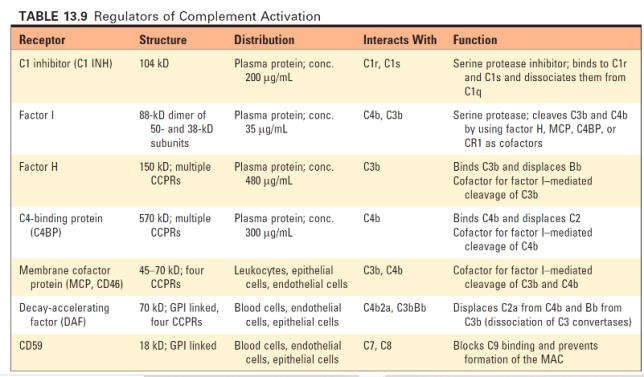 TABLE 13.9 Regulators of Complement Activation
Receptor Structure Distribution Interacts With Function
C1 inhibitor (C1 INH) 104 kD Plasma protein; conc. C1r, C1s Serine protease inhibitor; binds to C1r
200 µg/mL and C1s and dissociates them from
C1q
Factor I 88-kD dimer of Plasma protein; conc. C4b, C3b Serine protease; cleaves C3b and C4b
50- and 38-kD 35 µg/mL by using factor H, MCP, C4BP, or
subunits CR1 as cofactors
Factor H 150 kD; multiple Plasma protein; conc. C3b Binds C3b and displaces Bb
CCPRs 480 µg/mL Cofactor for factor I–mediated
cleavage of C3b
C4-binding protein 570 kD; multiple Plasma protein; conc. C4b Binds C4b and displaces C2
(C4BP) CCPRs 300 µg/mL Cofactor for factor I–mediated
cleavage of C4b
Membrane cofactor 45–70 kD; four Leukocytes, epithelial C3b, C4b Cofactor for factor I–mediated
protein (MCP, CD46) CCPRs cells, endothelial cells cleavage of C3b and C4b
Decay-accelerating 70 kD; GPI linked, Blood cells, endothelial C4b2a, C3bBb Displaces C2a from C4b and Bb from
factor (DAF) four CCPRs cells, epithelial cells C3b (dissociation of C3 convertases)
CD59 18 kD; GPI linked Blood cells, endothelial C7, C8 Blocks C9 binding and prevents
cells, epithelial cells formation of the MAC